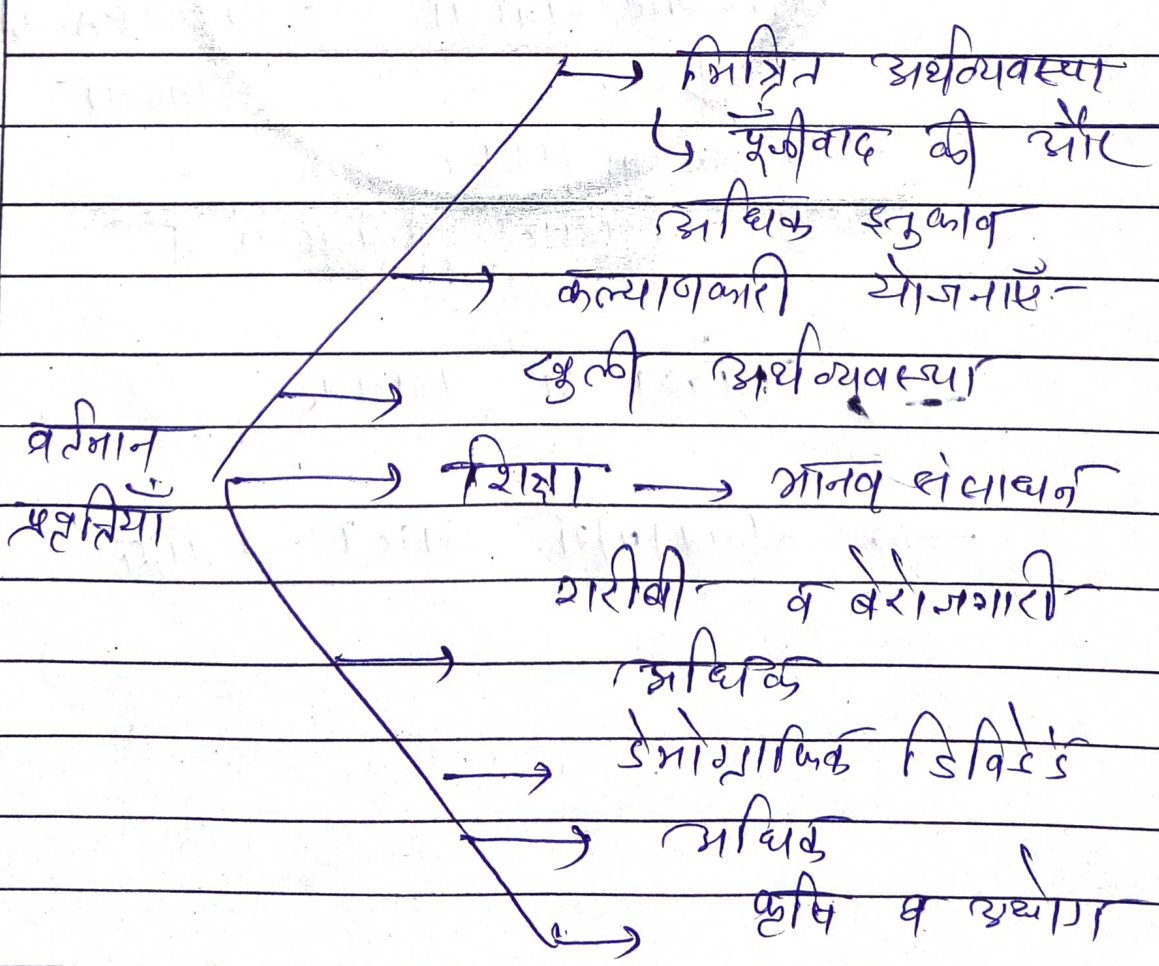 मिश्रित अर्थव्यवस्था
पूँजीवाद की और
अधिक झुकाव
कल्याणकारी योजनाएँ
खुली अर्थव्यवस्था
वर्तमान
प्रवृत्तियाँ
शिक्षा → मानव संसाधन
गरीबी व बेरोजगारी
अधिक
डेमोग्राफिक डिविडेंड
अधिक
कृषि व उद्योग